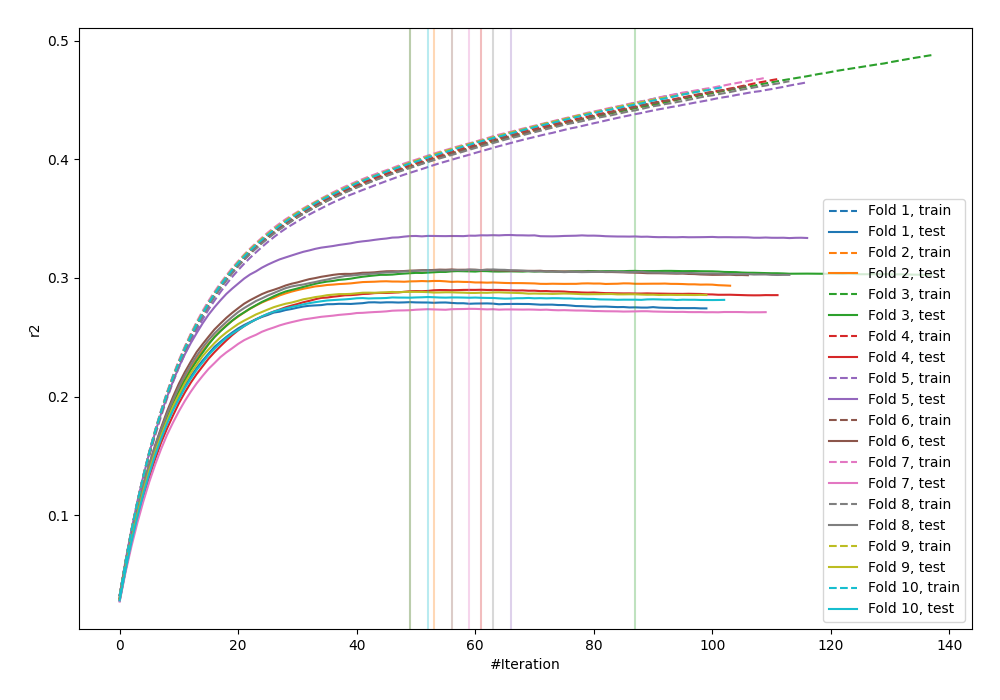 0.5
0.4
0.3
0.2
0.1
r2
0
20
40
60
80
100
120
140
#Iteration
Fold 1, train
Fold 1, test
Fold 2, train
Fold 2, test
Fold 3, train
Fold 3, test
Fold 4, train
Fold 4, test
Fold 5, train
Fold 5, test
Fold 6, train
Fold 6, test
Fold 7, train
Fold 7, test
Fold 8, train
Fold 8, test
Fold 9, train
Fold 9, test
Fold 10, train
Fold 10, test